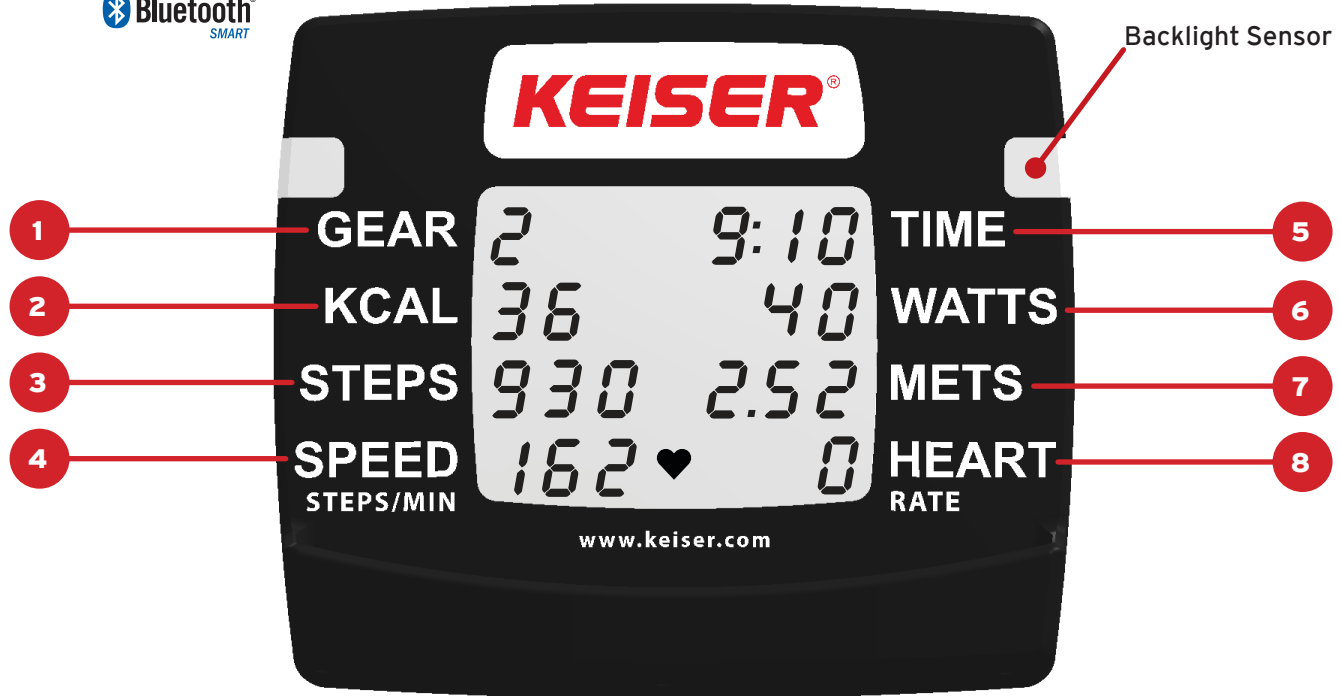 Bluetooth®
SMART
Backlight Sensor
KEISER®
1 GEAR 2 9:10 TIME 5
2 KCAL 36 40 WATTS 6
3 STEPS 930 2.52 METS 7
4 SPEED 162 0 HEART 8
STEPS/MIN RATE
www.keiser.com